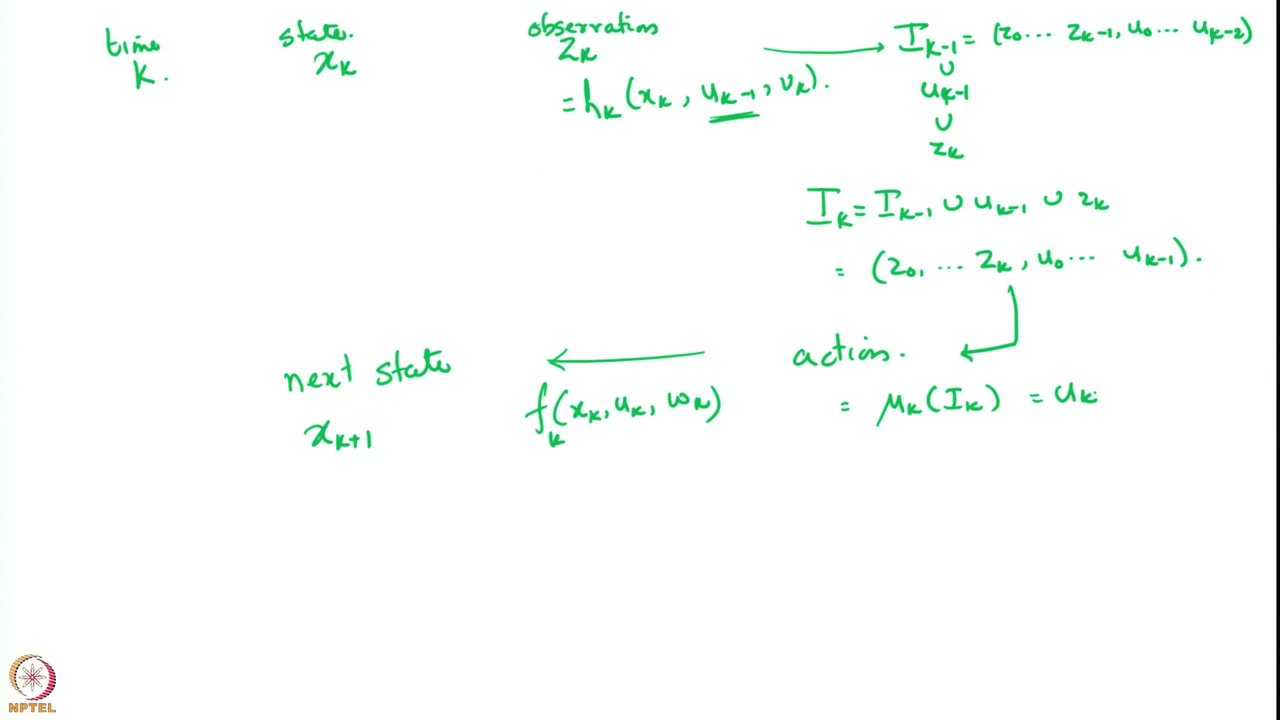 time state. observation
k. x_k z_k → I_{k-1} = (z_0 ... z_{k-1}, u_0 ... u_{k-2})
= h_k (x_k, u_{k-1}, v_k).
∪
u_{k-1}
∪
z_k
I_k = I_{k-1} ∪ u_{k-1} ∪ z_k
= (z_0, ... z_k, u_0 ... u_{k-1}).
next state ← action.
x_{k+1} f_k (x_k, u_k, w_k) = μ_k (I_k) = u_k
NPTEL